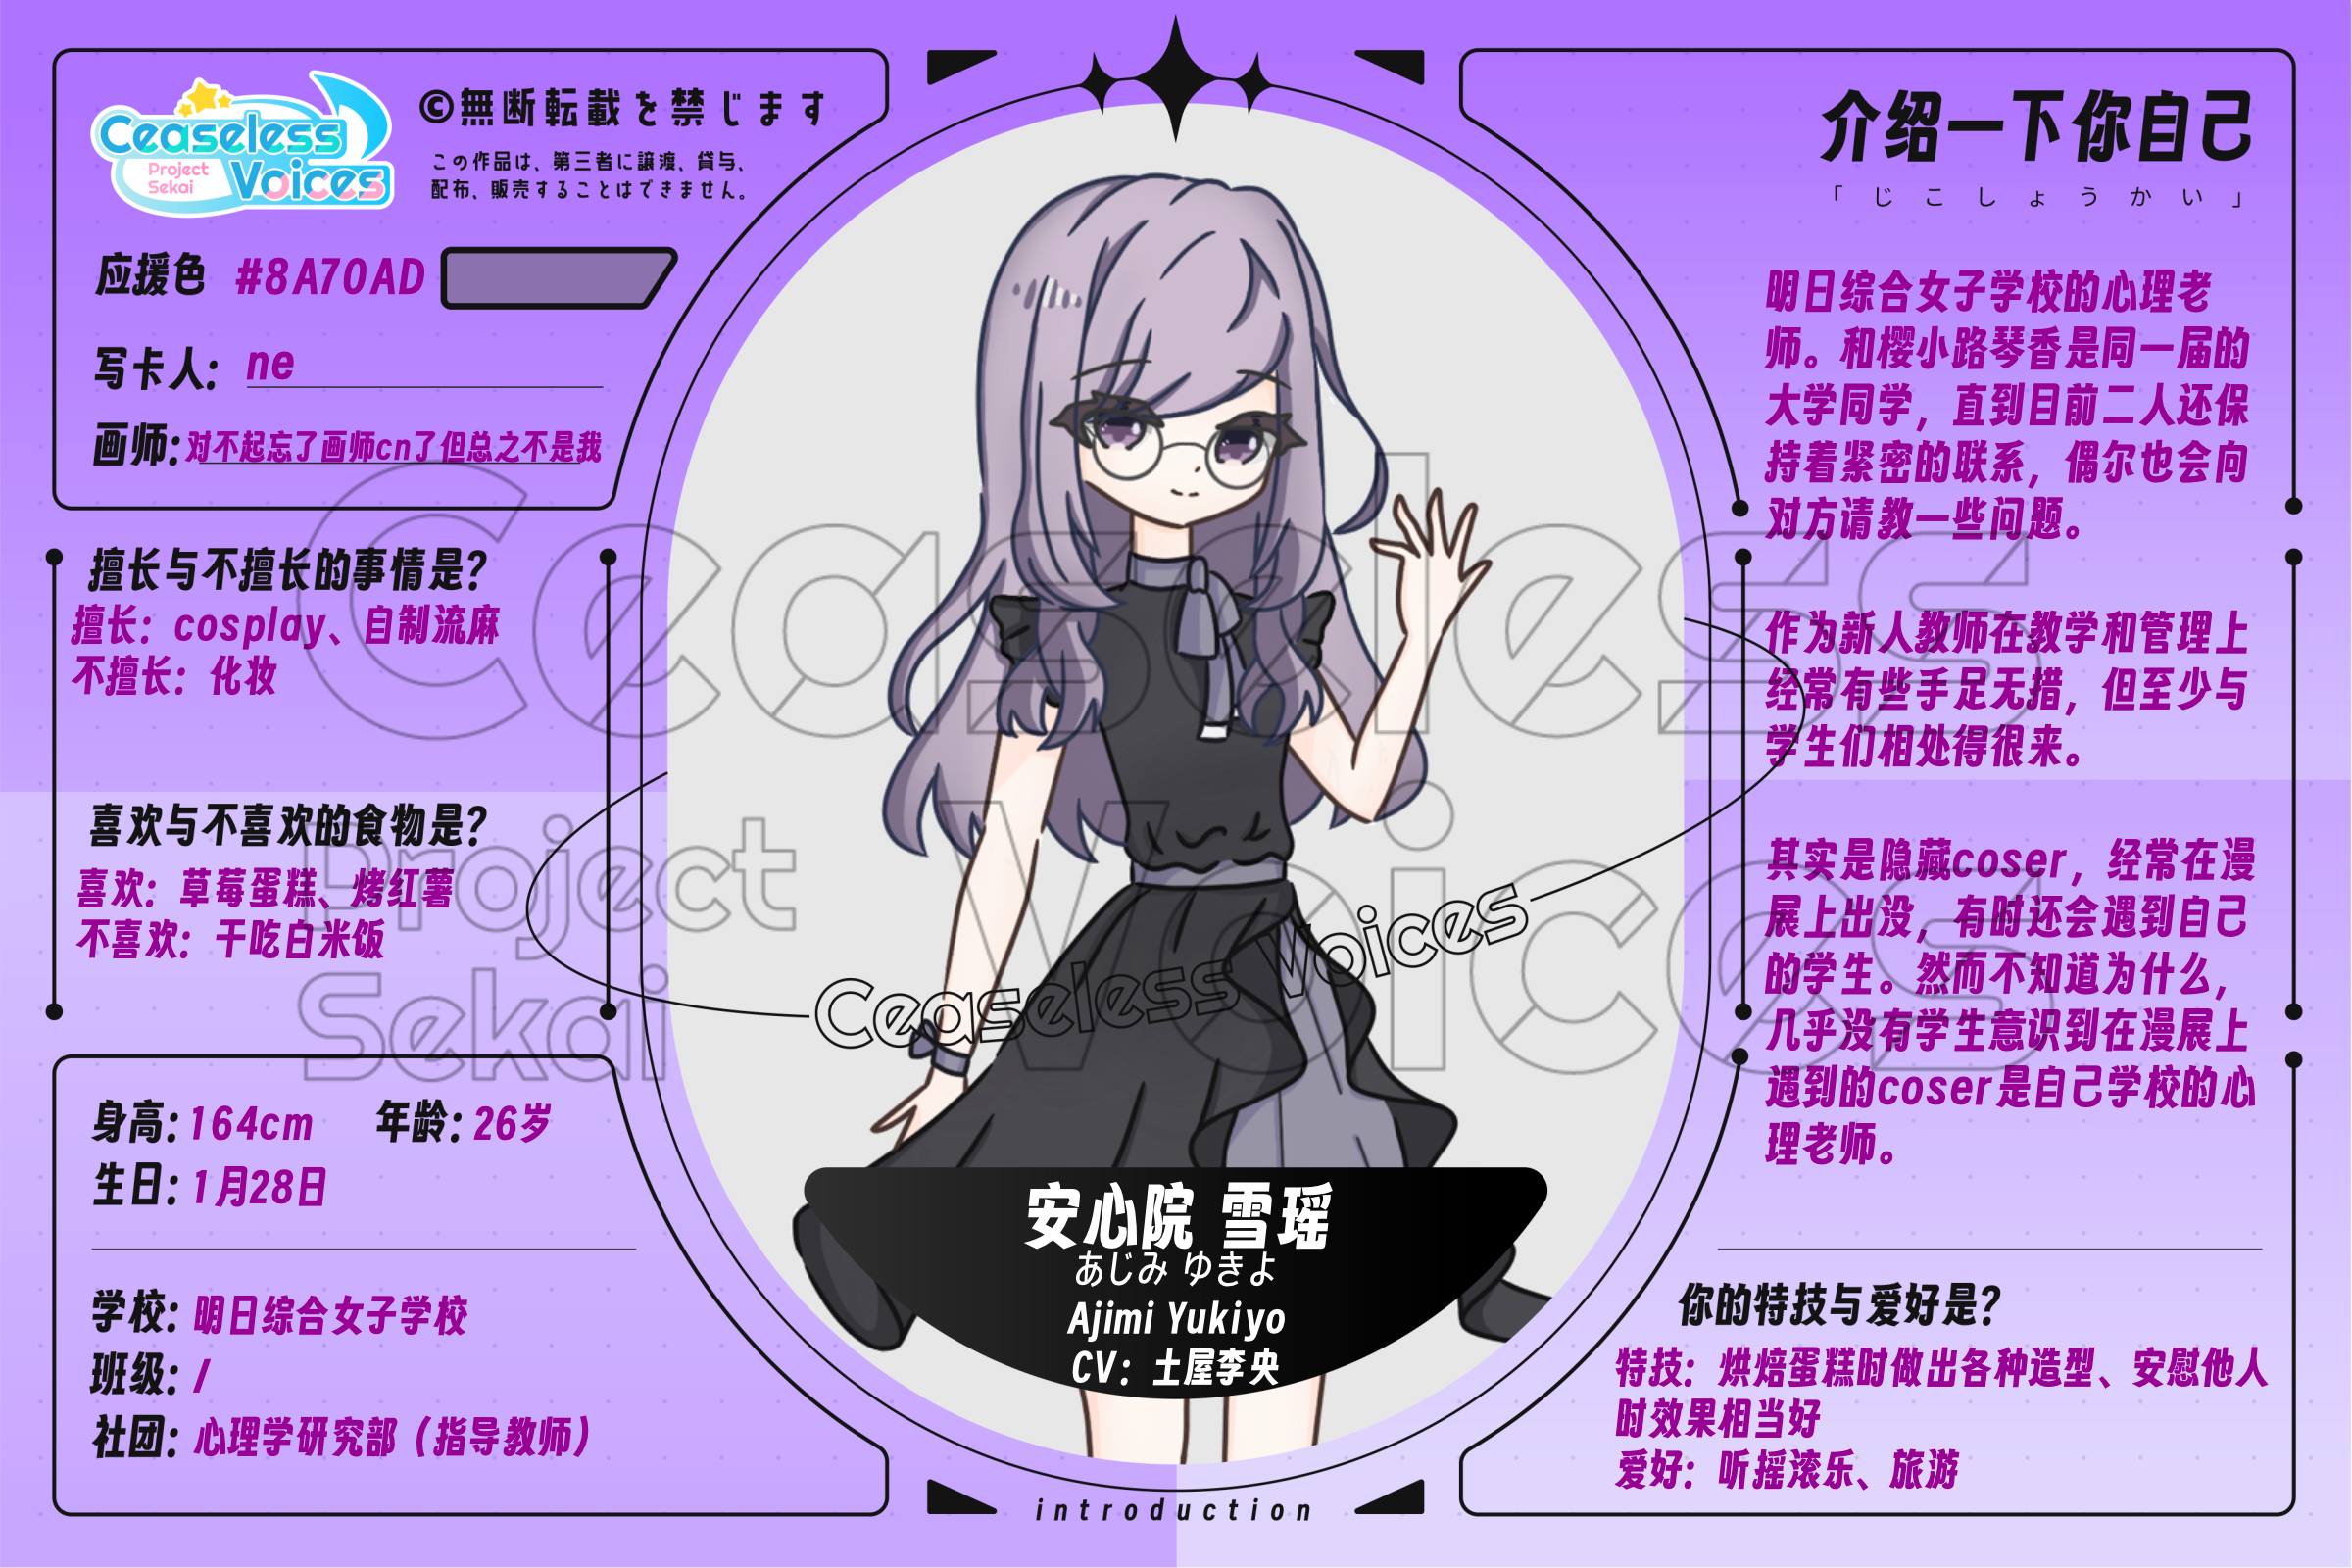 Ceaseless
Project
Sekai
Voices
©無断転載を禁じます
この作品は、第三者に譲渡、貸与、
配布、販売することはできません。
应援色 #8A70AD
写卡人: ne
画师:对不起忘了画师cn了但总之不是我
擅长与不擅长的事情是?
擅长: cosplay、自制流麻
不擅长: 化妆
喜欢与不喜欢的食物是?
喜欢: 草莓蛋糕、烤红薯
不喜欢: 干吃白米饭
身高: 164cm 年龄: 26岁
生日: 1月28日
学校: 明日综合女子学校
班级: /
社团: 心理学研究部（指导教师）
Ceaseless
Project Voices
Sekai
Ceaseless Voices
安心院 雪瑶
あじみ ゆきよ
Ajimi Yukiyo
CV: 土屋李央
introduction
介绍一下你自己
「じこしょうかい」
明日综合女子学校的心理老
师。和樱小路琴香是同一届的
大学同学，直到目前二人还保
持着紧密的联系，偶尔也会向
对方请教一些问题。
作为新人教师在教学和管理上
经常有些手足无措，但至少与
学生们相处得很来。
其实是隐藏coser，经常在漫
展上出没，有时还会遇到自己
的学生。然而不知道为什么，
几乎没有学生意识到在漫展上
遇到的coser是自己学校的心
理老师。
你的特技与爱好是?
特技: 烘焙蛋糕时做出各种造型、安慰他人
时效果相当好
爱好: 听摇滚乐、旅游